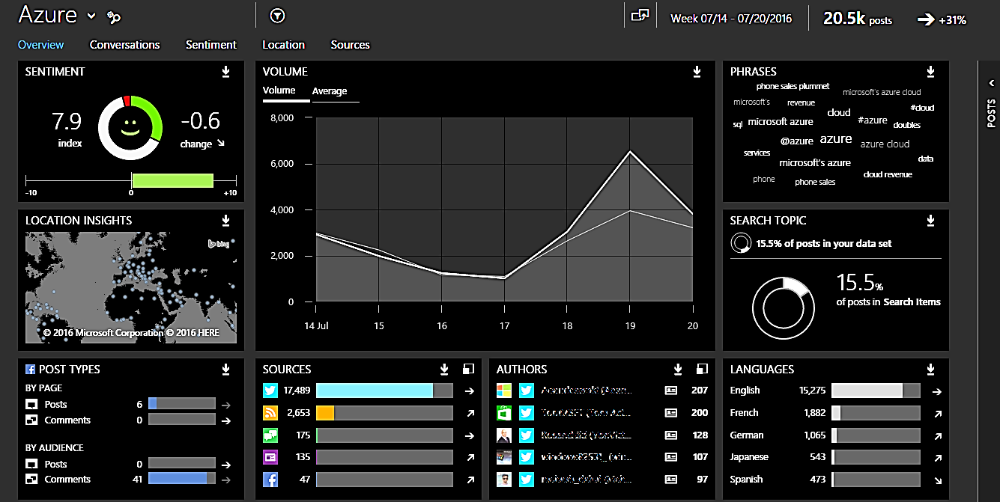 Azure
Week 07/14 - 07/20/2016
20.5k posts
+31%
Overview Conversations Sentiment Location Sources
SENTIMENT
7.9
index
-0.6
change
-10 0 +10
VOLUME
Volume Average
8,000
6,000
4,000
2,000
0
14 Jul 15 16 17 18 19 20
PHRASES
phone sales plummet
microsoft's azure cloud
microsoft's revenue
#cloud
cloud
sql microsoft azure #azure doubles
@azure azure azure cloud
services
data
microsoft's azure
cloud revenue
phone phone sales
POSTS
LOCATION INSIGHTS
bing
© 2016 Microsoft Corporation © 2016 HERE
SEARCH TOPIC
15.5% of posts in your data set
15.5%
of posts in Search Items
POST TYPES
BY PAGE
Posts 6
Comments 0
BY AUDIENCE
Posts 0
Comments 41
SOURCES
17,489
2,653
175
135
47
AUTHORS
207
200
128
107
97
LANGUAGES
English 15,275
French 1,882
German 1,065
Japanese 543
Spanish 473